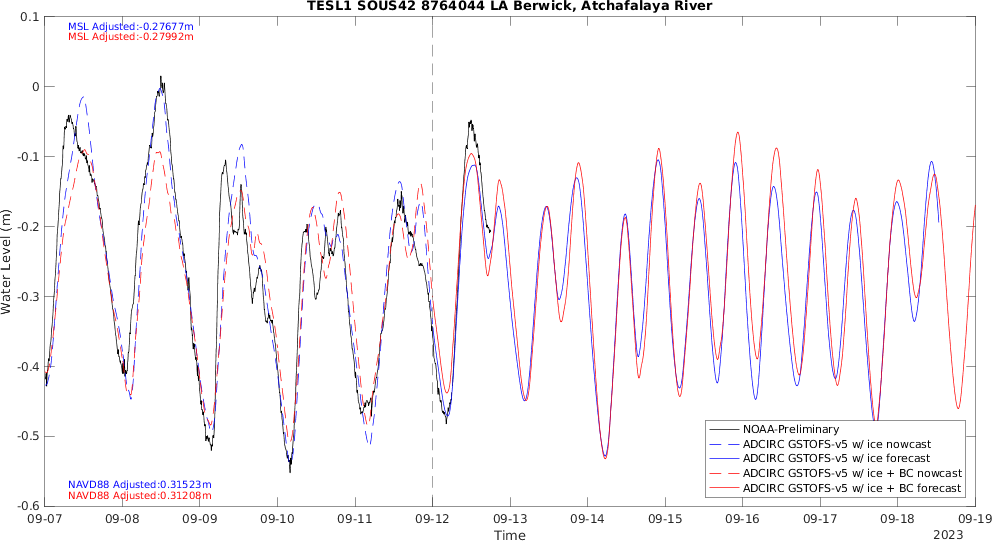 TESL1 SOUS42 8764044 LA Berwick, Atchafalaya River
MSL Adjusted:-0.27677m
MSL Adjusted:-0.27992m
0.1
0
-0.1
-0.2
-0.3
-0.4
-0.5
-0.6
Water Level (m)
NAVD88 Adjusted:0.31523m
NAVD88 Adjusted:0.31208m
NOAA-Preliminary
ADCIRC GSTOFS-v5 w/ ice nowcast
ADCIRC GSTOFS-v5 w/ ice forecast
ADCIRC GSTOFS-v5 w/ ice + BC nowcast
ADCIRC GSTOFS-v5 w/ ice + BC forecast
09-07 09-08 09-09 09-10 09-11 09-12 09-13 09-14 09-15 09-16 09-17 09-18 09-19
Time
2023